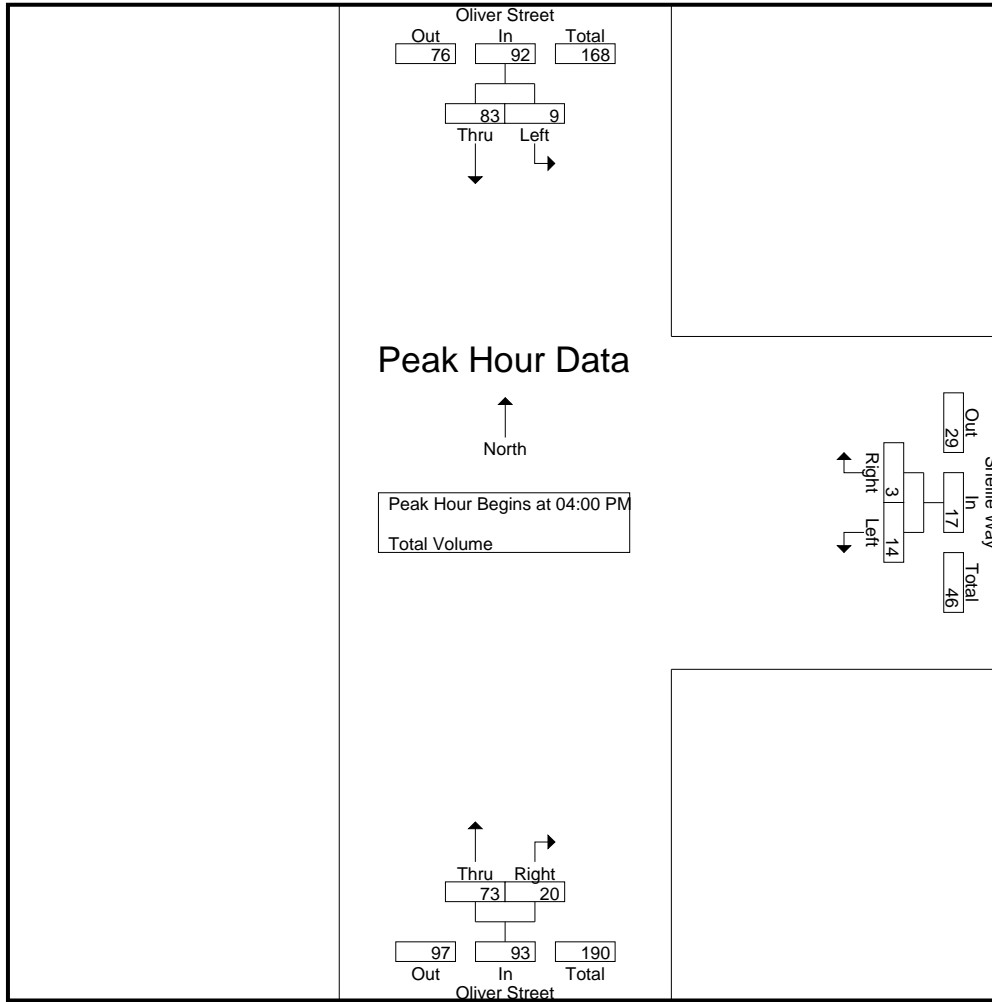 Oliver Street
Out In Total
76 92 168
83 9
Thru Left
Peak Hour Data
North
Peak Hour Begins at 04:00 PM
Total Volume
Out In Total
29 17 46
3 14
Right Left
Thru Right
73 20
97 93 190
Out In Total
Oliver Street